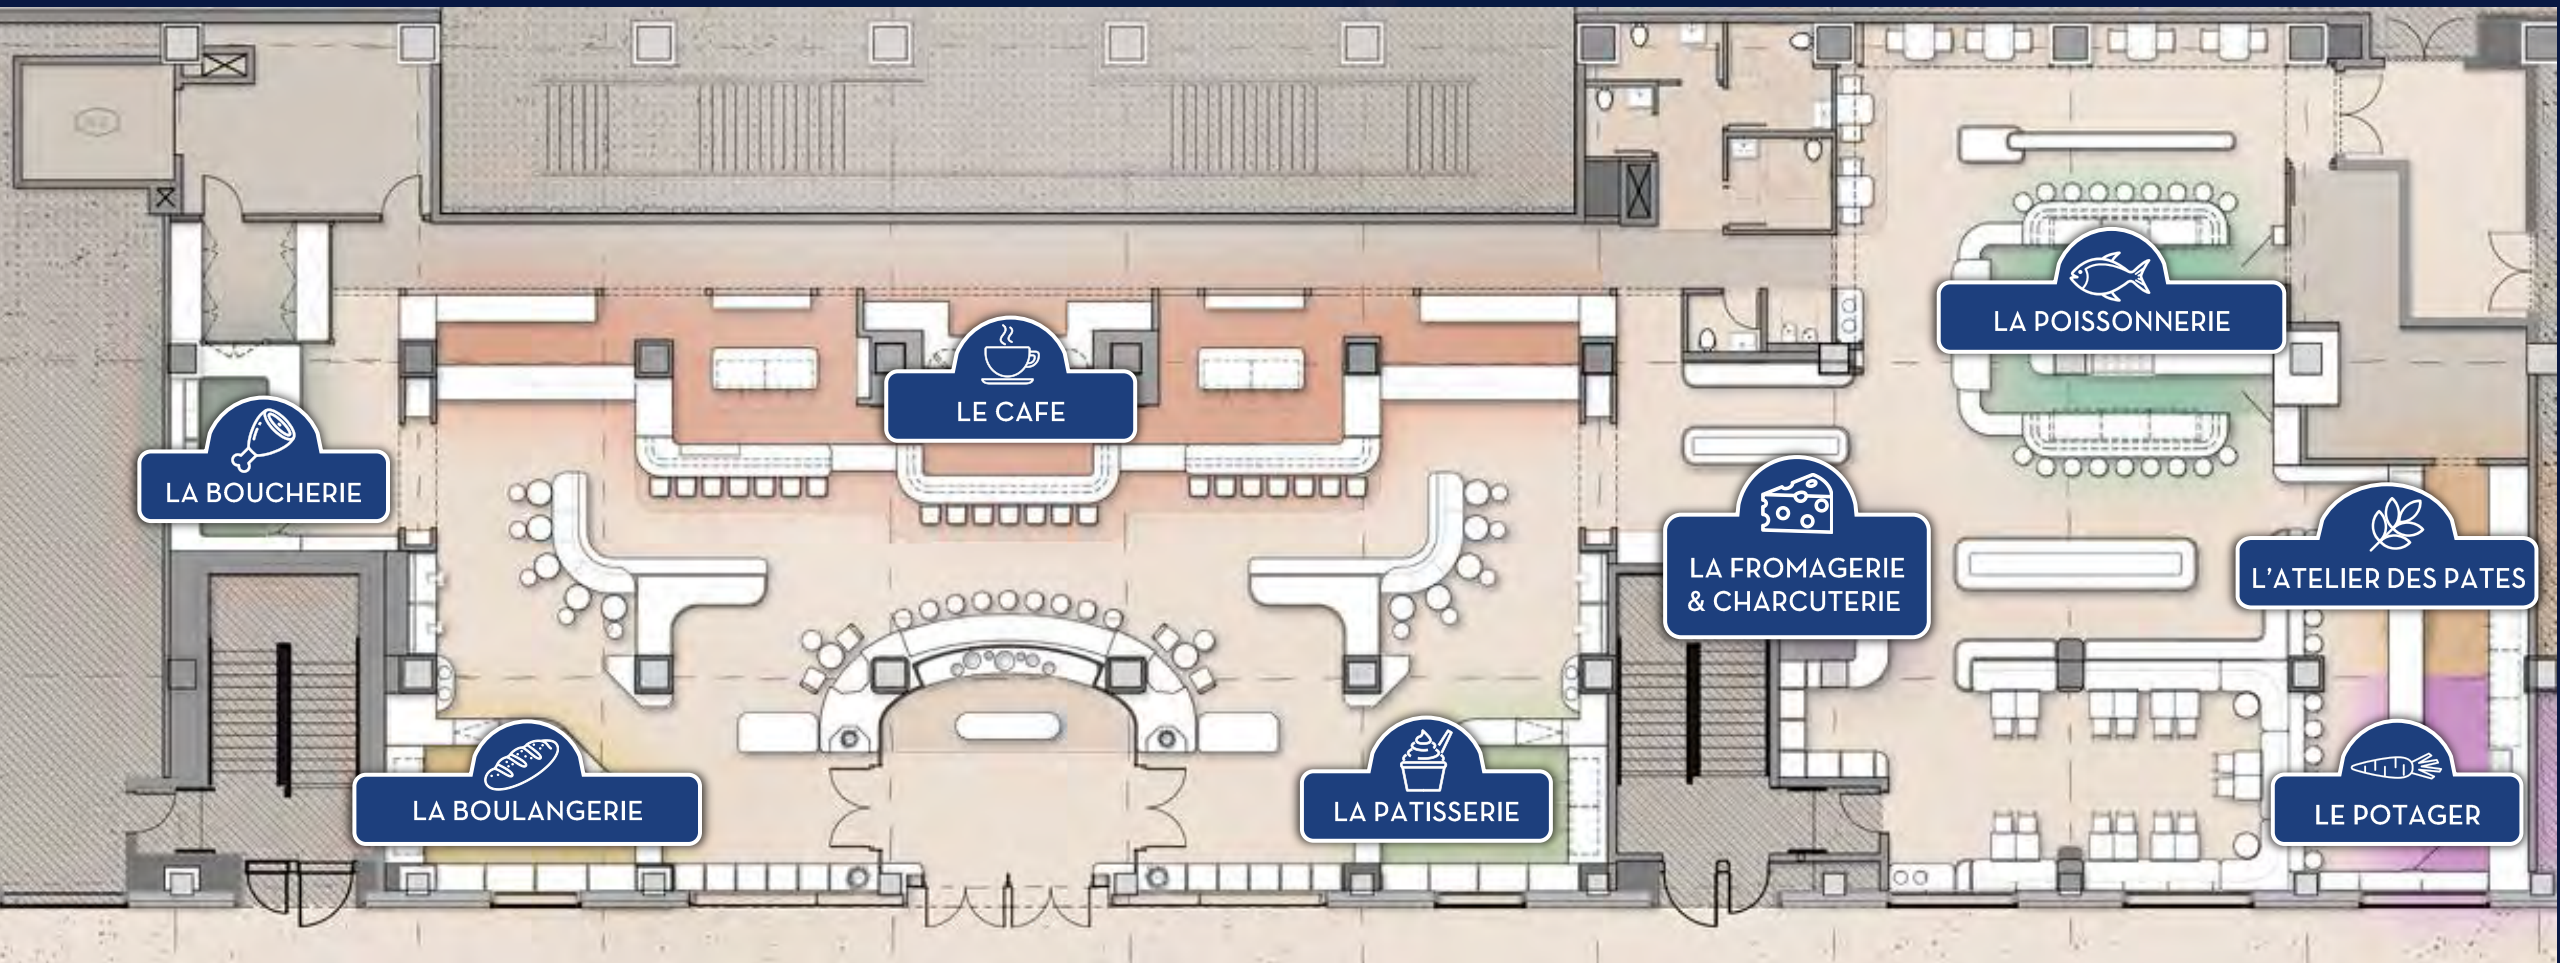 LA POISSONNERIE
LE CAFE
LA BOUCHERIE
LA FROMAGERIE
& CHARCUTERIE
L'ATELIER DES PATES
LA BOULANGERIE
LA PATISSERIE
LE POTAGER